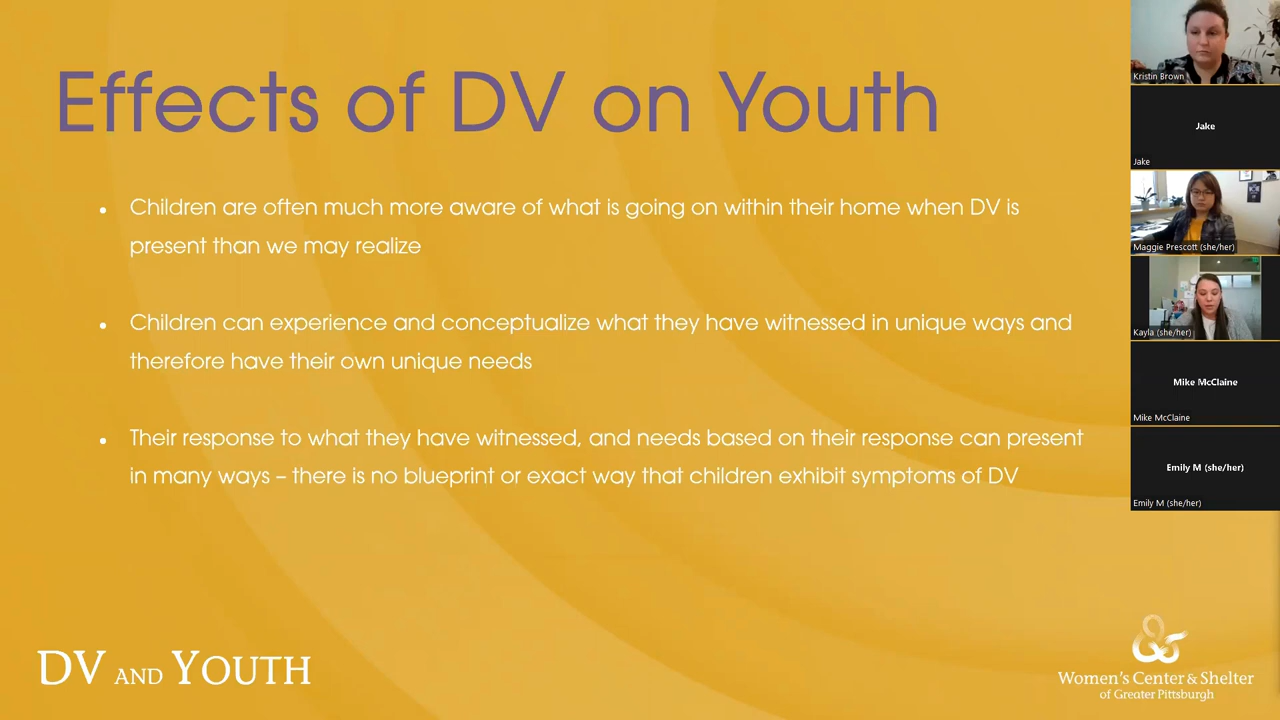 Effects of DV on Youth
• Children are often much more aware of what is going on within their home when DV is
present than we may realize
• Children can experience and conceptualize what they have witnessed in unique ways and
therefore have their own unique needs
• Their response to what they have witnessed, and needs based on their response can present
in many ways – there is no blueprint or exact way that children exhibit symptoms of DV
DV AND YOUTH
Women's Center & Shelter
of Greater Pittsburgh
Kristin Brown
Jake
Jake
Maggie Prescott (she/her)
Kayla (she/her)
Mike McClaine
Mike McClaine
Emily M (she/her)
Emily M (she/her)